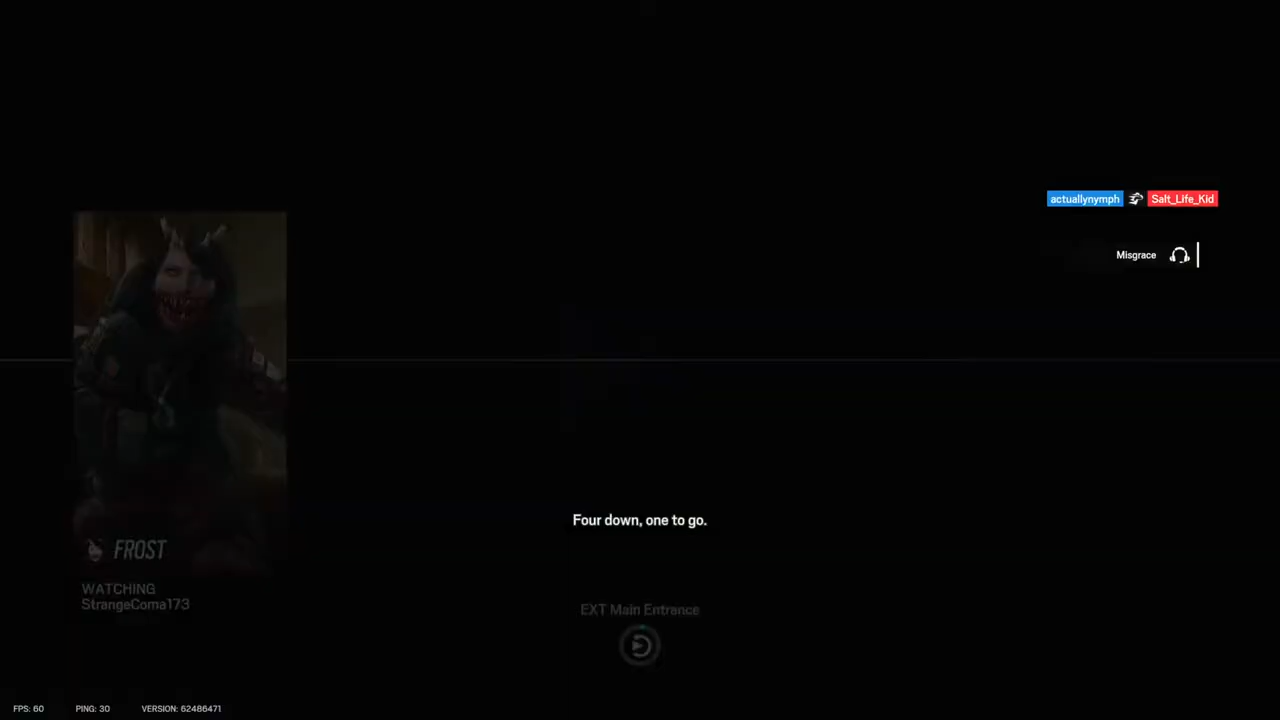 actuallynymph Salt_Life_Kid
Misgrace
Four down, one to go.
FROST
WATCHING
StrangeComa173
EXT Main Entrance
FPS: 60 PING: 30 VERSION: 62486471